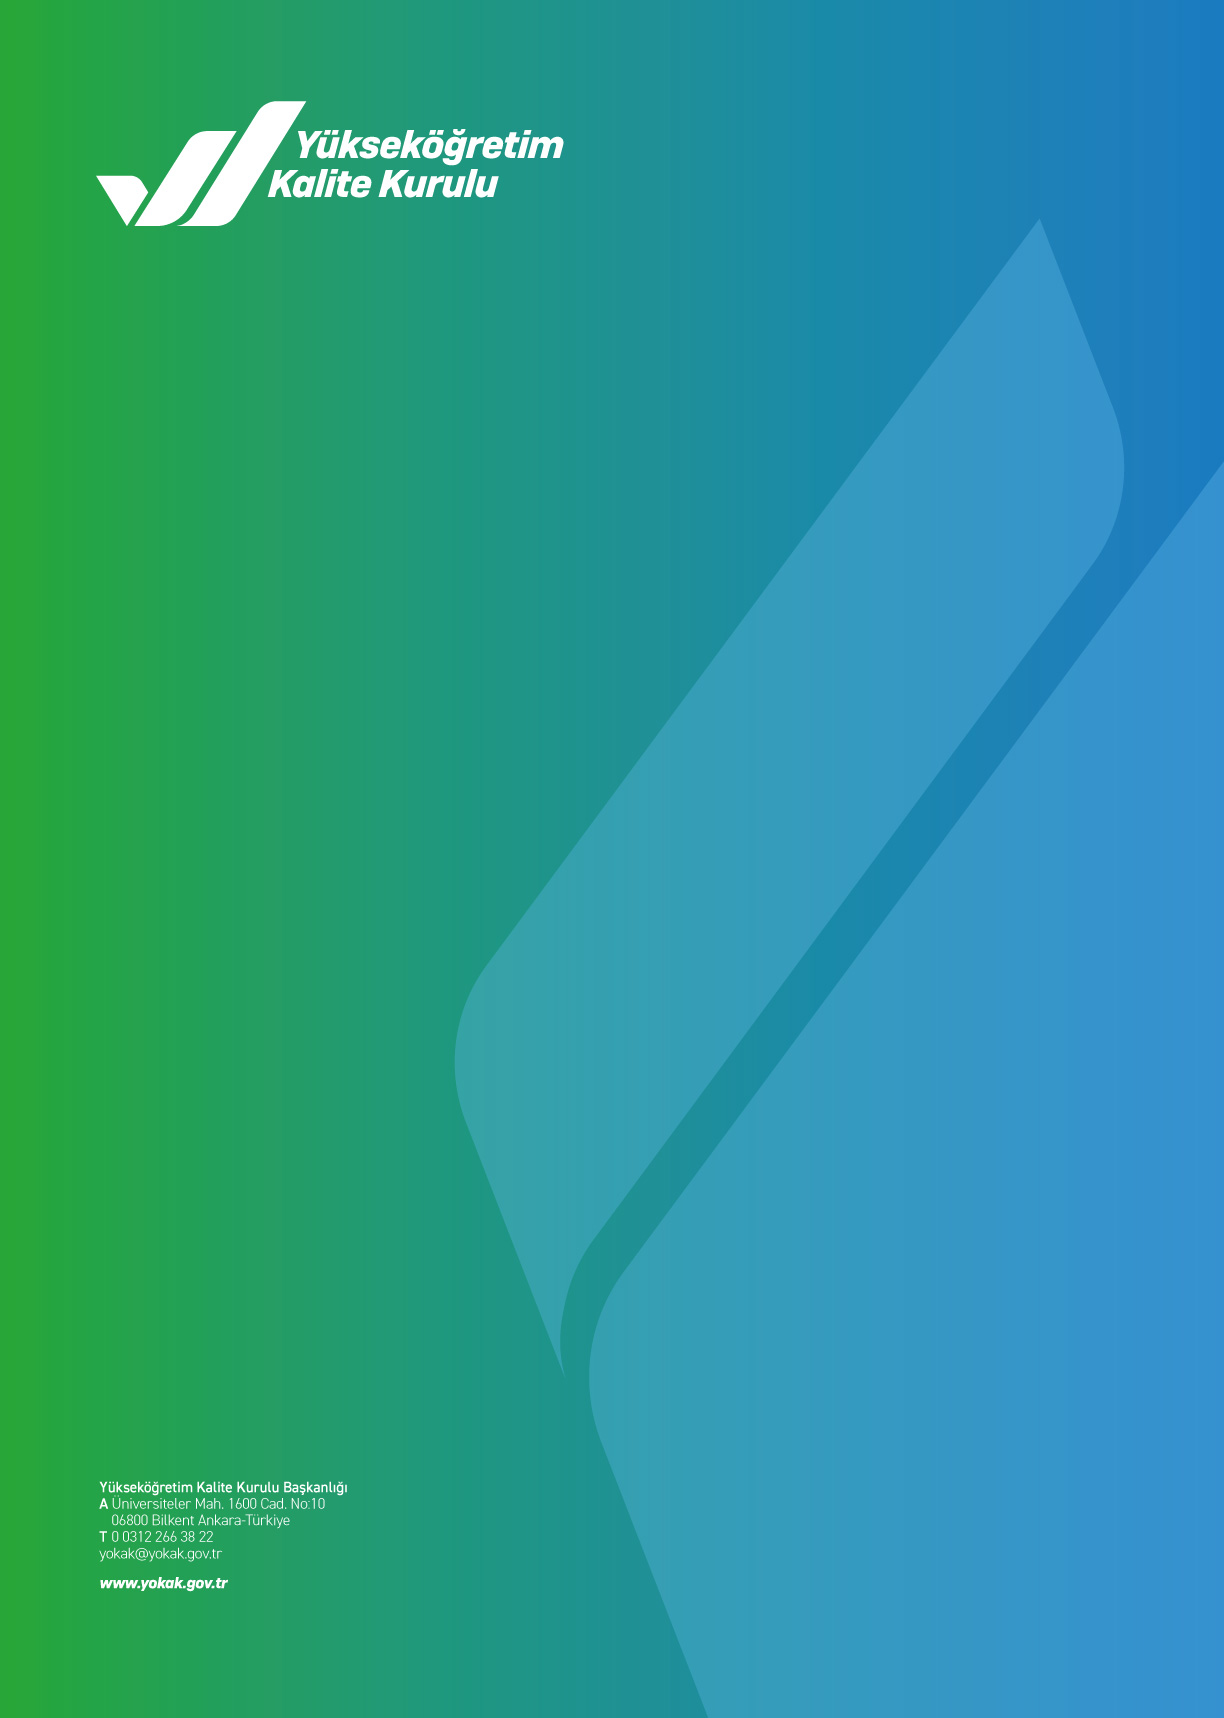 Yükseköğretim
Kalite Kurulu
Yükseköğretim Kalite Kurulu Başkanlığı
A Üniversiteler Mah. 1600 Cad. No:10
06800 Bilkent Ankara-Türkiye
T 0 0312 266 38 22
yokak@yokak.gov.tr
www.yokak.gov.tr